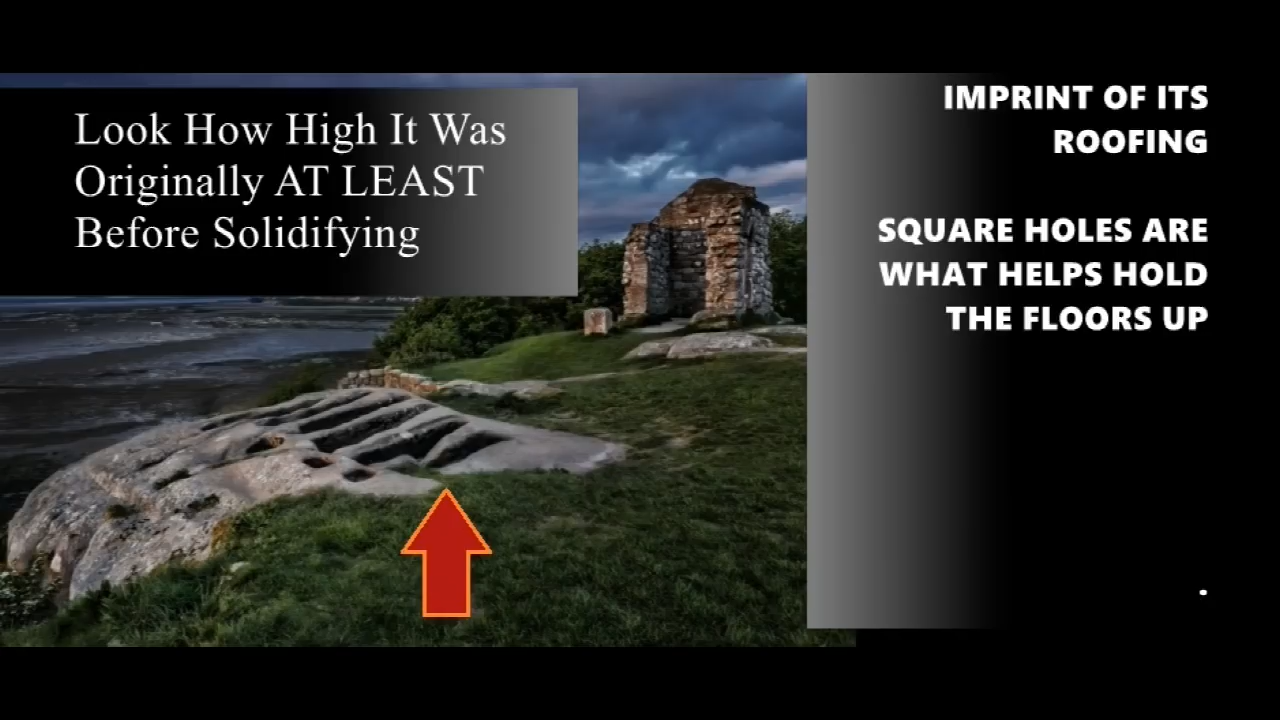 Look How High It Was
Originally AT LEAST
Before Solidifying
IMPRINT OF ITS
ROOFING
SQUARE HOLES ARE
WHAT HELPS HOLD
THE FLOORS UP
.